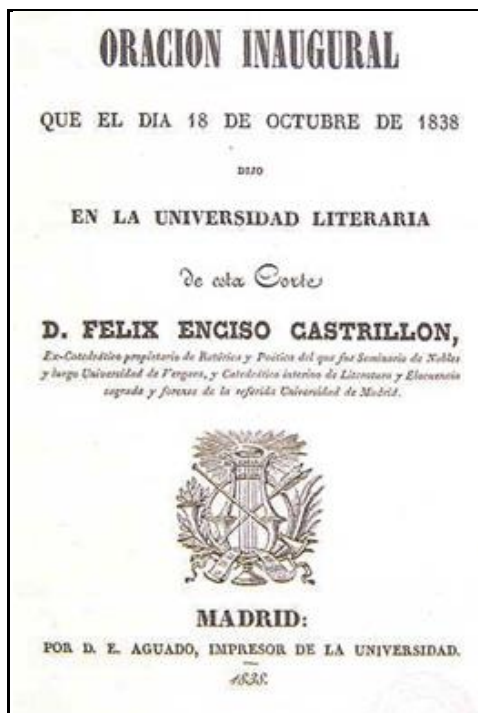 ORACION INAUGURAL
QUE EL DIA 18 DE OCTUBRE DE 1838
DIJO
EN LA UNIVERSIDAD LITERARIA
de esta Corte
D. FELIX ENCISO CASTRILLON,
Ex-Catedrático propietario de Retórica y Poética del que fue Seminario de Nobles
y luego Universidad de Vergara, y Catedrático interino de Literatura y Elocuencia
sagrada y forense de la referida Universidad de Madrid.
MADRID:
POR D. E. AGUADO, IMPRESOR DE LA UNIVERSIDAD.
1838.